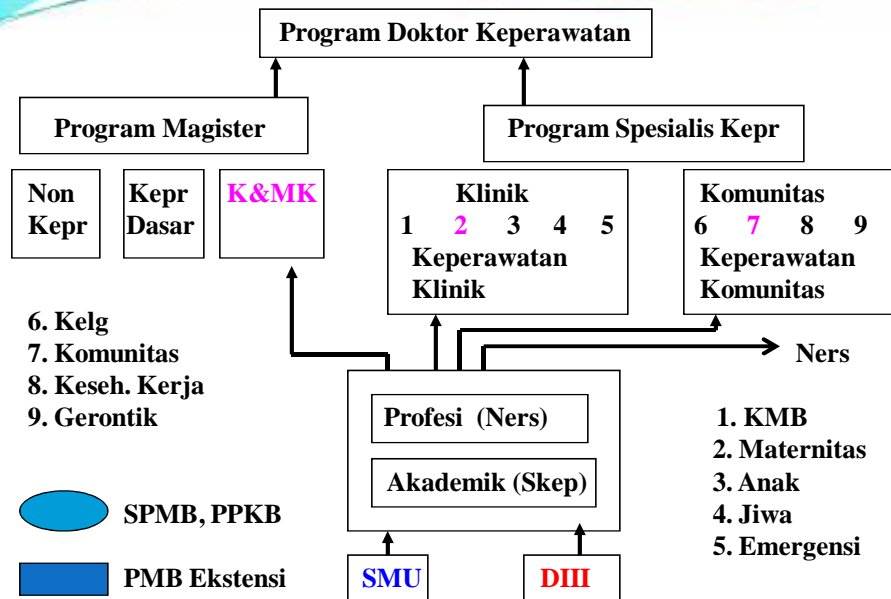 Program Doktor Keperawatan
Program Magister
Program Spesialis Kepr
Non
Kepr
Kepr
Dasar
K&MK
Klinik
1 2 3 4 5
Keperawatan
Klinik
Komunitas
6 7 8 9
Keperawatan
Komunitas
6. Kelg
7. Komunitas
8. Keseh. Kerja
9. Gerontik
Ners
Profesi (Ners)
Akademik (Skep)
1. KMB
2. Maternitas
3. Anak
4. Jiwa
5. Emergensi
SPMB, PPKB
PMB Ekstensi
SMU
DIII